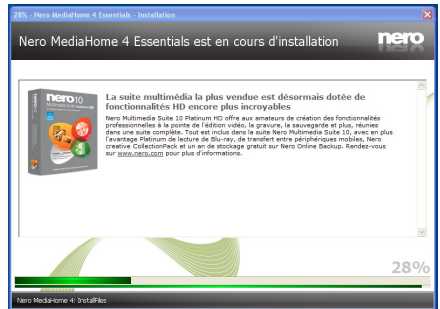 28% - Nero MediaHome 4 Essentials - Installation
Nero MediaHome 4 Essentials est en cours d'installation
nero
nero10
La suite multimédia la plus vendue est désormais dotée de
fonctionnalités HD encore plus incroyables
Nero Multimedia Suite 10 Platinum HD offre aux amateurs de création des fonctionnalités
professionnelles à la pointe de l'édition vidéo, la gravure, la sauvegarde et plus, réunies
dans une suite complète. Tout est inclus dans la suite Nero Multimedia Suite 10, avec en plus
l'avantage Platinum de lecture de Blu-ray, de transfert entre périphériques mobiles, Nero
creative CollectionPack et un an de stockage gratuit sur Nero Online Backup. Rendez-vous
sur www.nero.com pour plus d'informations.
28%
Nero MediaHome 4: InstallFiles